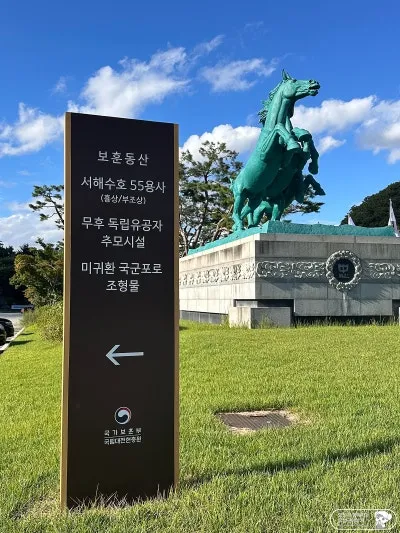 보훈동산
서해수호 55용사
(흉상/부조상)
무후 독립유공자
추모시설
미귀환 국군포로
조형물
국가보훈부
국립대전현충원